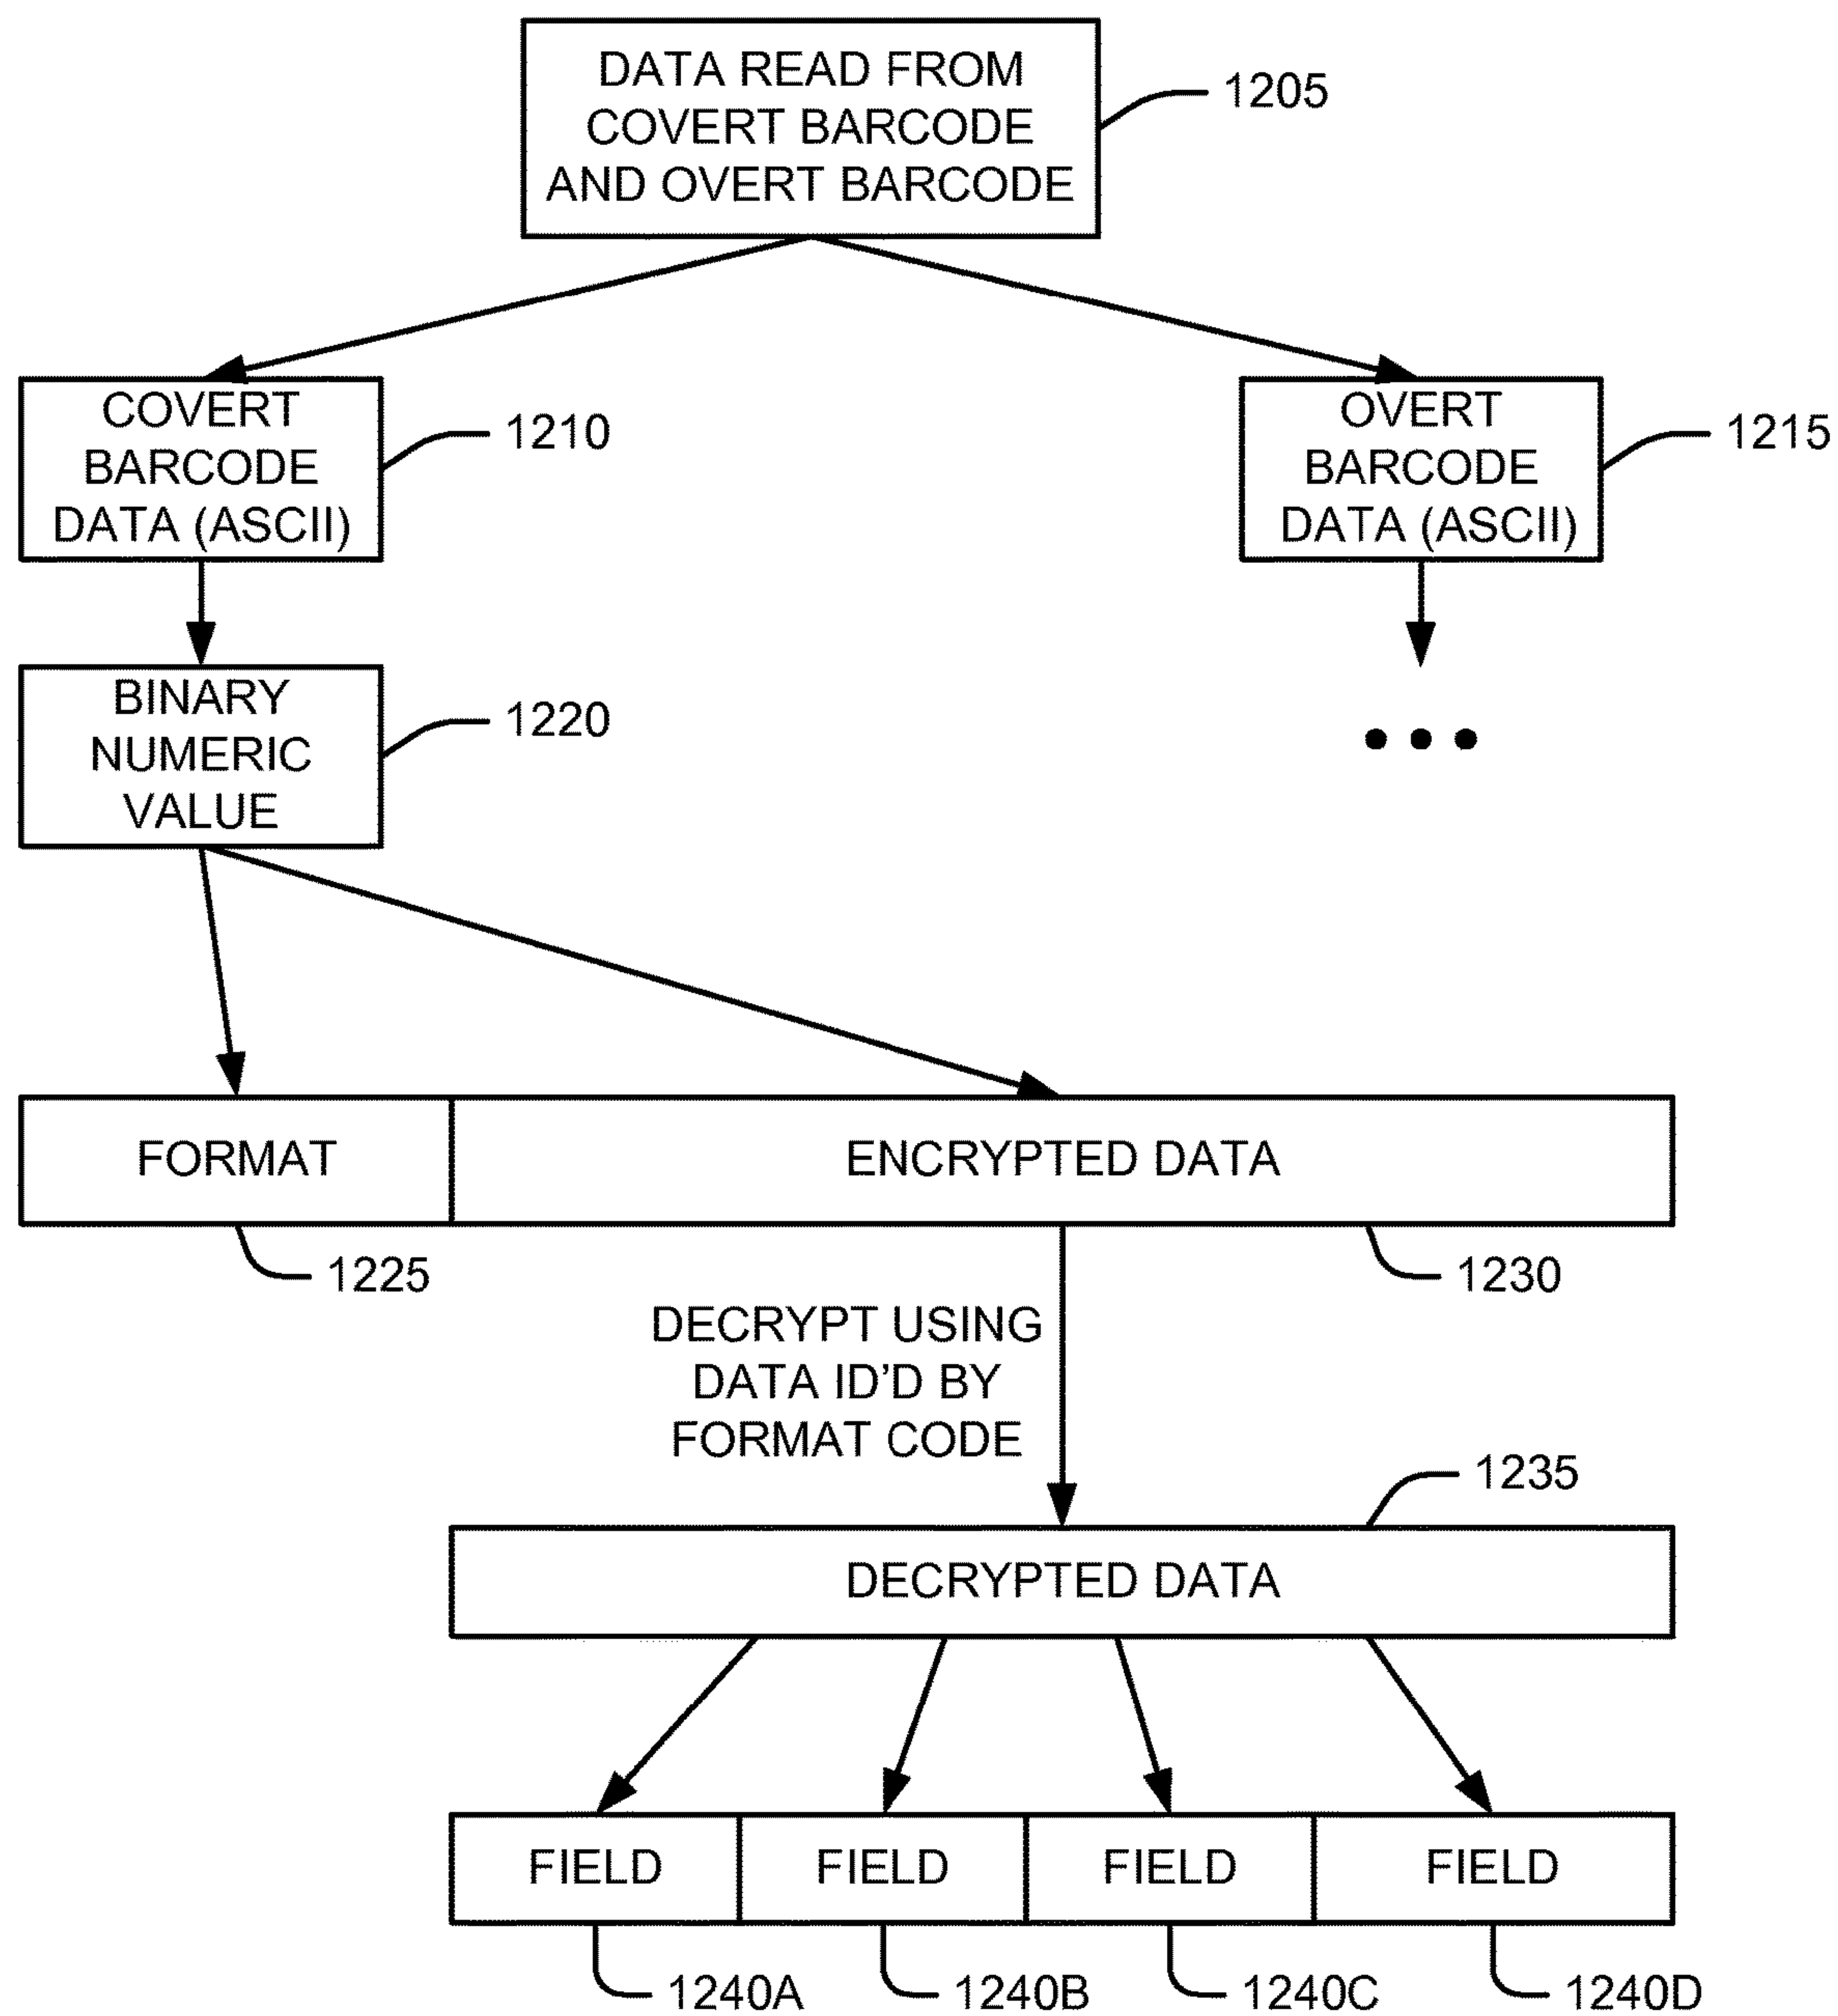 DATA READ FROM
COVERT BARCODE
AND OVERT BARCODE
1205
COVERT
BARCODE
DATA (ASCII)
1210
OVERT
BARCODE
DATA (ASCII)
1215
BINARY
NUMERIC
VALUE
1220
• • •
FORMAT
ENCRYPTED DATA
1225
1230
DECRYPT USING
DATA ID'D BY
FORMAT CODE
1235
DECRYPTED DATA
FIELD
FIELD
FIELD
FIELD
1240A
1240B
1240C
1240D